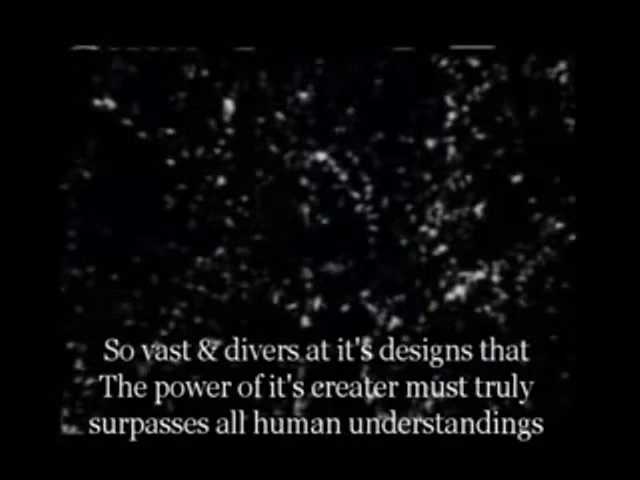 So vast & divers at it's designs that
The power of it's creater must truly
surpasses all human understandings